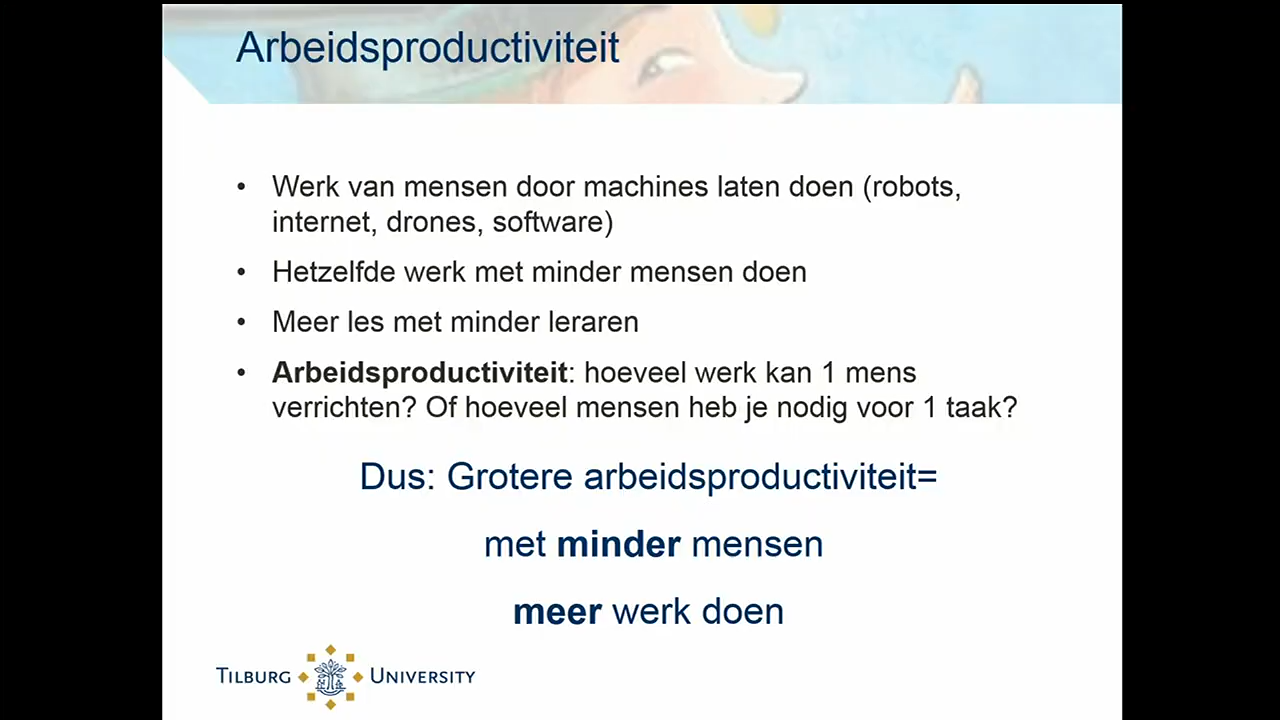 Arbeidsproductiviteit
• Werk van mensen door machines laten doen (robots,
internet, drones, software)
• Hetzelfde werk met minder mensen doen
• Meer les met minder leraren
• Arbeidsproductiviteit: hoeveel werk kan 1 mens
verrichten? Of hoeveel mensen heb je nodig voor 1 taak?
Dus: Grotere arbeidsproductiviteit=
met minder mensen
meer werk doen
TILBURG UNIVERSITY